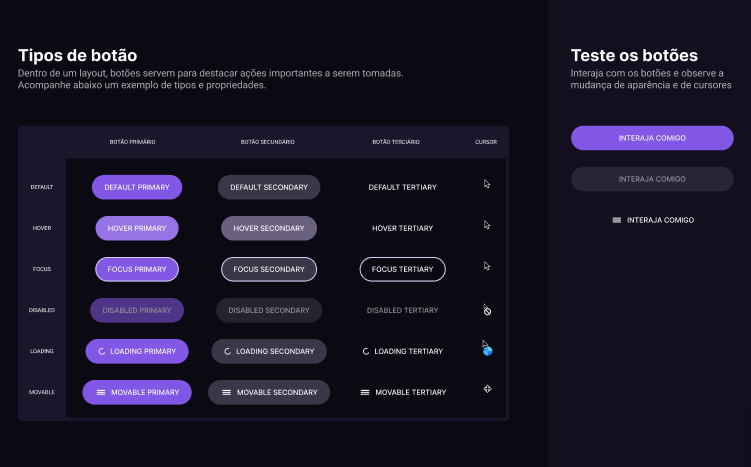 Tipos de botão
Dentro de um layout, botões servem para destacar ações importantes a serem tomadas.
Acompanhe abaixo um exemplo de tipos e propriedades.
BOTÃO PRIMÁRIO BOTÃO SECUNDÁRIO BOTÃO TERCIÁRIO CURSOR
DEFAULT DEFAULT PRIMARY DEFAULT SECONDARY DEFAULT TERTIARY
HOVER HOVER PRIMARY HOVER SECONDARY HOVER TERTIARY
FOCUS FOCUS PRIMARY FOCUS SECONDARY FOCUS TERTIARY
DISABLED DISABLED PRIMARY DISABLED SECONDARY DISABLED TERTIARY
LOADING LOADING PRIMARY LOADING SECONDARY LOADING TERTIARY
MOVABLE MOVABLE PRIMARY MOVABLE SECONDARY MOVABLE TERTIARY
Teste os botões
Interaja com os botões e observe a
mudança de aparência e de cursores
INTERAJA COMIGO
INTERAJA COMIGO
INTERAJA COMIGO